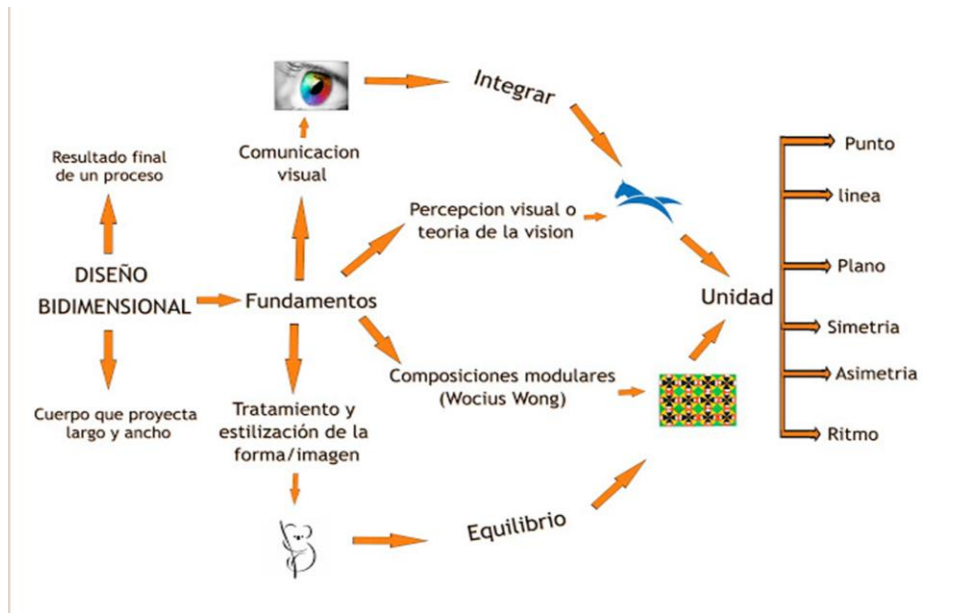 Resultado final
de un proceso
DISEÑO
BIDIMENSIONAL
Cuerpo que proyecta
largo y ancho
Comunicacion
visual
Fundamentos
Tratamiento y
estilización de la
forma/imagen
Integrar
Percepcion visual o
teoria de la vision
Composiciones modulares
(Wocius Wong)
Equilibrio
Unidad
Punto
linea
Plano
Simetria
Asimetria
Ritmo